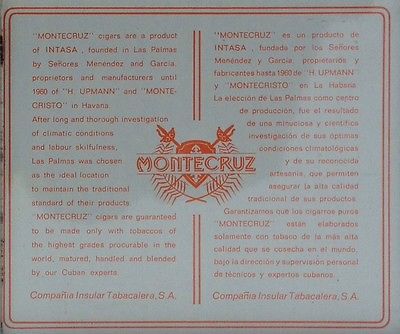 "MONTECRUZ" cigars are a product
of INTASA, founded in Las Palmas
by Señores Menéndez and García,
proprietors and manufacturers until
1960 of "H. UPMANN" and "MONTE-
CRISTO" in Havana.
After long and thorough investigation
of climatic conditions
and labour skilfulness,
Las Palmas was chosen
as the ideal location
to maintain the traditional
standard of their products.
"MONTECRUZ" cigars are guaranteed
to be made only with tobaccos of
the highest grades procurable in the
world, matured, handled and blended
by our Cuban experts.
Compañia Insular Tabacalera, S.A.
MONTECRUZ
"MONTECRUZ" es un producto de
INTASA, fundada por los Señores
Menéndez y García, propietarios y
fabricantes hasta 1960 de "H. UPMANN"
y "MONTECRISTO" en La Habana.
La elección de Las Palmas como centro
de producción, fue el resultado
de una minuciosa y científica
investigación de sus óptimas
condiciones climatológicas
y de su reconocida
artesania, que permiten
asegurar la alta calidad
tradicional de sus productos.
Garantizamos que los cigarros puros
"MONTECRUZ" están elaborados
solamente con tabaco de la más alta
calidad que se cosecha en el mundo,
bajo la dirección y supervisión personal
de técnicos y expertos cubanos.
Compañia Insular Tabacalera, S.A.